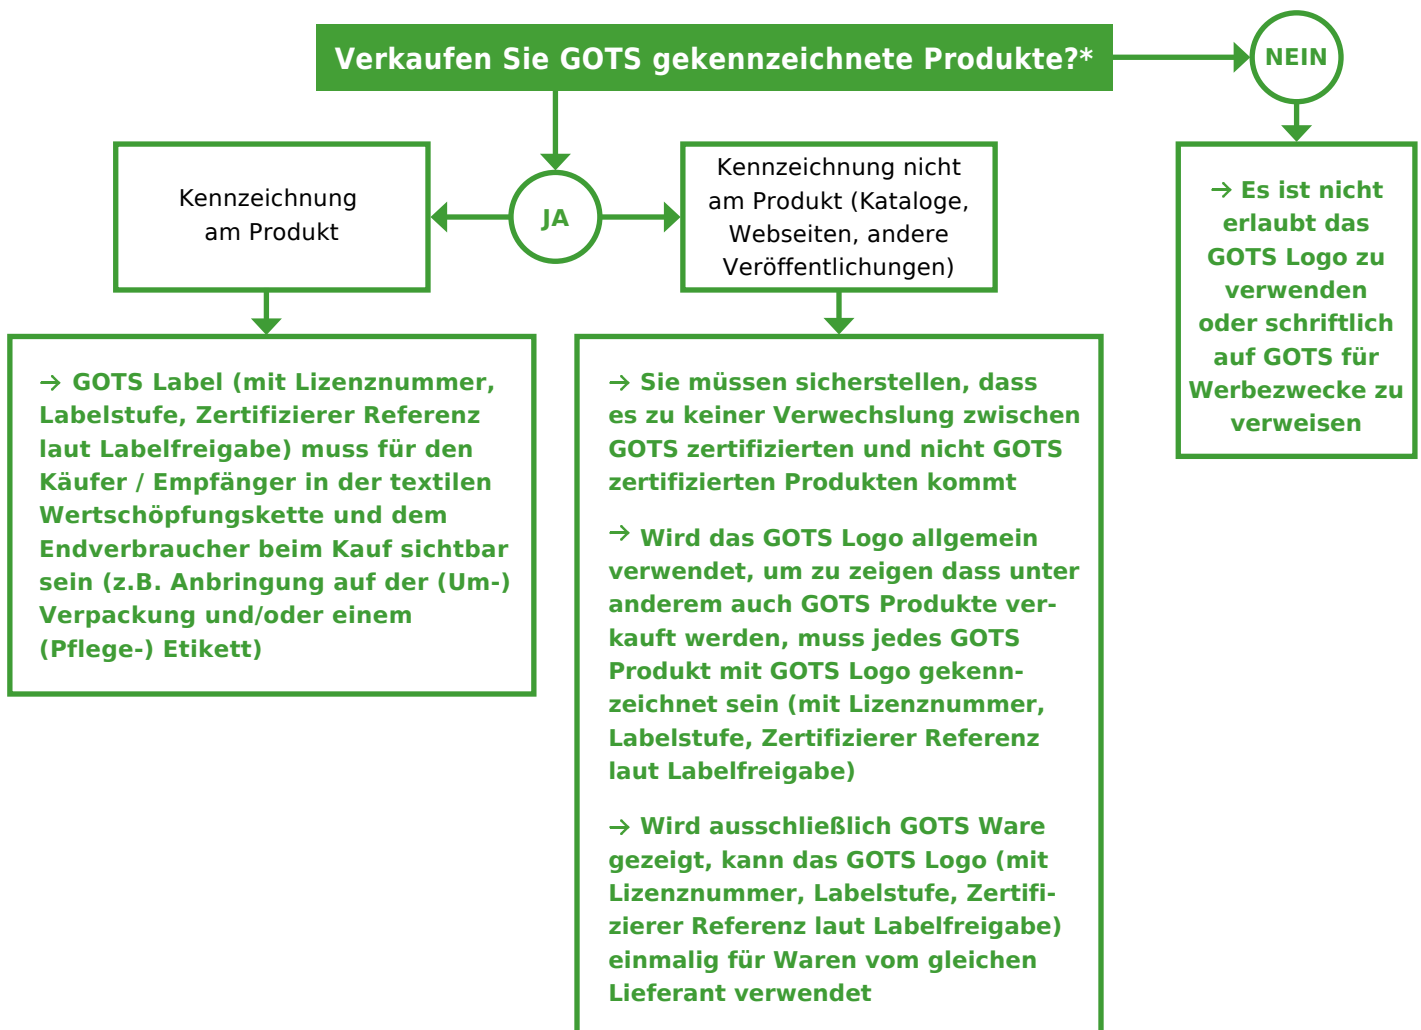 Verkaufen Sie GOTS gekennzeichnete Produkte?*
NEIN
JA
Kennzeichnung
am Produkt
Kennzeichnung nicht
am Produkt (Kataloge,
Webseiten, andere
Veröffentlichungen)
→ Es ist nicht
erlaubt das
GOTS Logo zu
verwenden
oder schriftlich
auf GOTS für
Werbezwecke zu
verweisen
→ GOTS Label (mit Lizenznummer,
Labelstufe, Zertifizierer Referenz
laut Labelfreigabe) muss für den
Käufer / Empfänger in der textilen
Wertschöpfungskette und dem
Endverbraucher beim Kauf sichtbar
sein (z.B. Anbringung auf der (Um-)
Verpackung und/oder einem
(Pflege-) Etikett)
→ Sie müssen sicherstellen, dass
es zu keiner Verwechslung zwischen
GOTS zertifizierten und nicht GOTS
zertifizierten Produkten kommt
→ Wird das GOTS Logo allgemein
verwendet, um zu zeigen dass unter
anderem auch GOTS Produkte ver-
kauft werden, muss jedes GOTS
Produkt mit GOTS Logo gekenn-
zeichnet sein (mit Lizenznummer,
Labelstufe, Zertifizierer Referenz
laut Labelfreigabe)
→ Wird ausschließlich GOTS Ware
gezeigt, kann das GOTS Logo (mit
Lizenznummer, Labelstufe, Zertifi-
zierer Referenz laut Labelfreigabe)
einmalig für Waren vom gleichen
Lieferant verwendet